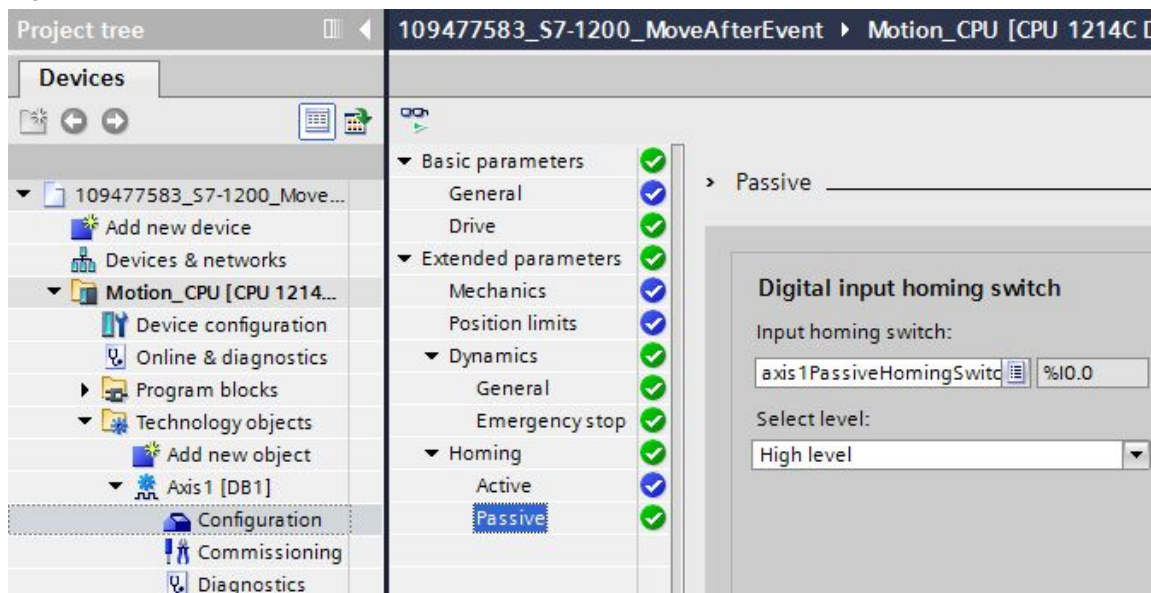 Project tree
109477583_S7-1200_MoveAfterEvent ▸ Motion_CPU [CPU 1214C D
Devices
109477583_S7-1200_Move...
Add new device
Devices & networks
Motion_CPU [CPU 1214...
Device configuration
Online & diagnostics
Program blocks
Technology objects
Add new object
Axis1 [DB1]
Configuration
Commissioning
Diagnostics
Basic parameters
General
Drive
Extended parameters
Mechanics
Position limits
Dynamics
General
Emergency stop
Homing
Active
Passive
Passive
Digital input homing switch
Input homing switch:
axis1PassiveHomingSwitc %I0.0
Select level:
High level